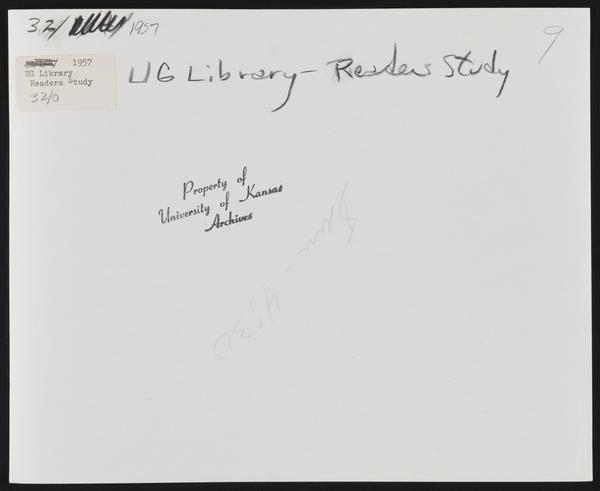 32/ 1957
9
1957
UG Library
Readers Study
32/0
UG Library - Readers Study
Property of
University of Kansas
Archives